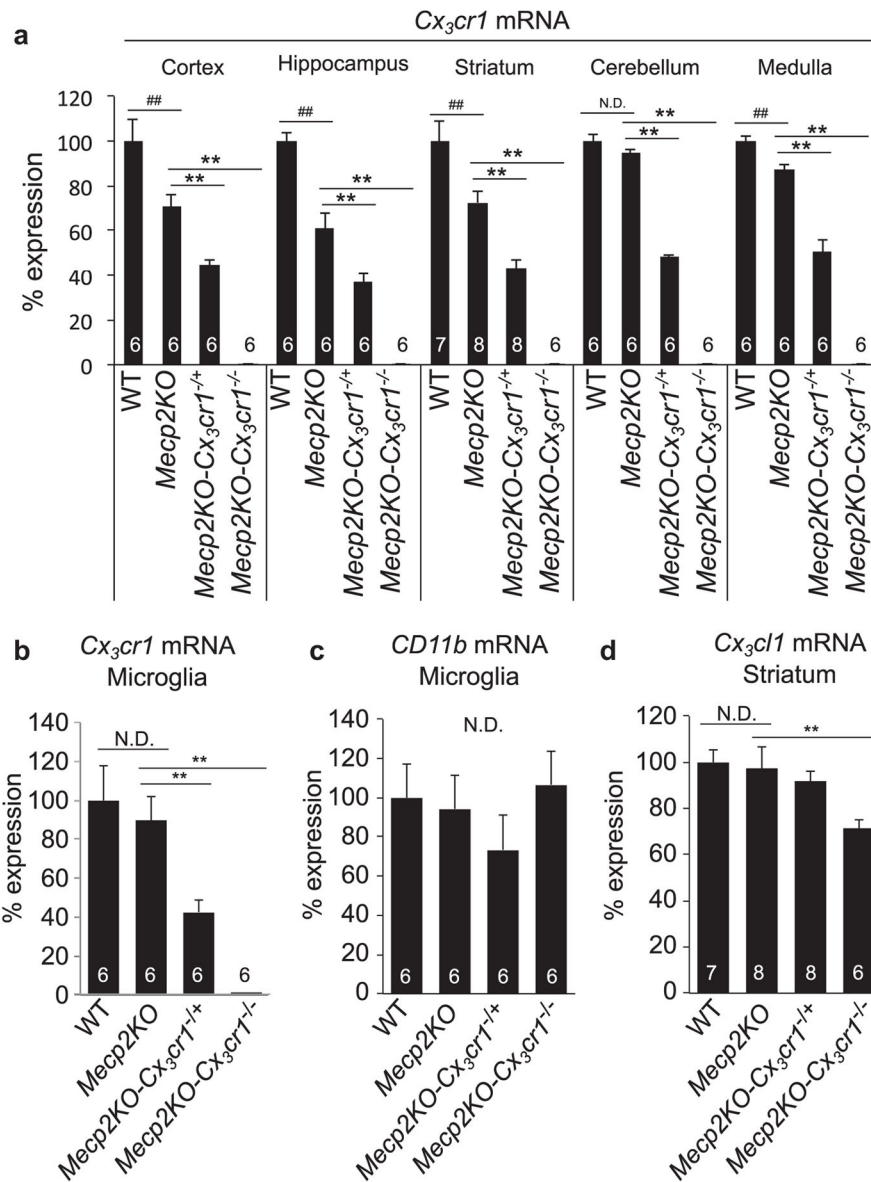 a
Cx₃cr1 mRNA
Cortex Hippocampus Striatum Cerebellum Medulla
% expression
120
100
80
60
40
20
0
## ## ## N.D. ##
** ** ** ** **
** ** ** ** **
6 6 6 6 6 6 6 6 7 8 8 6 6 6 6 6 6 6 6 6
WT
Mecp2KO
Mecp2KO-Cx₃cr1⁻/⁺
Mecp2KO-Cx₃cr1⁻/⁻
WT
Mecp2KO
Mecp2KO-Cx₃cr1⁻/⁺
Mecp2KO-Cx₃cr1⁻/⁻
WT
Mecp2KO
Mecp2KO-Cx₃cr1⁻/⁺
Mecp2KO-Cx₃cr1⁻/⁻
WT
Mecp2KO
Mecp2KO-Cx₃cr1⁻/⁺
Mecp2KO-Cx₃cr1⁻/⁻
WT
Mecp2KO
Mecp2KO-Cx₃cr1⁻/⁺
Mecp2KO-Cx₃cr1⁻/⁻
b
Cx₃cr1 mRNA
Microglia
% expression
140
120
100
80
60
40
20
0
N.D.
**
**
6 6 6 6
WT
Mecp2KO
Mecp2KO-Cx₃cr1⁻/⁺
Mecp2KO-Cx₃cr1⁻/⁻
c
CD11b mRNA
Microglia
% expression
140
120
100
80
60
40
20
0
N.D.
6 6 6 6
WT
Mecp2KO
Mecp2KO-Cx₃cr1⁻/⁺
Mecp2KO-Cx₃cr1⁻/⁻
d
Cx₃cl1 mRNA
Striatum
% expression
120
100
80
60
40
20
0
N.D.
**
7 8 8 6
WT
Mecp2KO
Mecp2KO-Cx₃cr1⁻/⁺
Mecp2KO-Cx₃cr1⁻/⁻